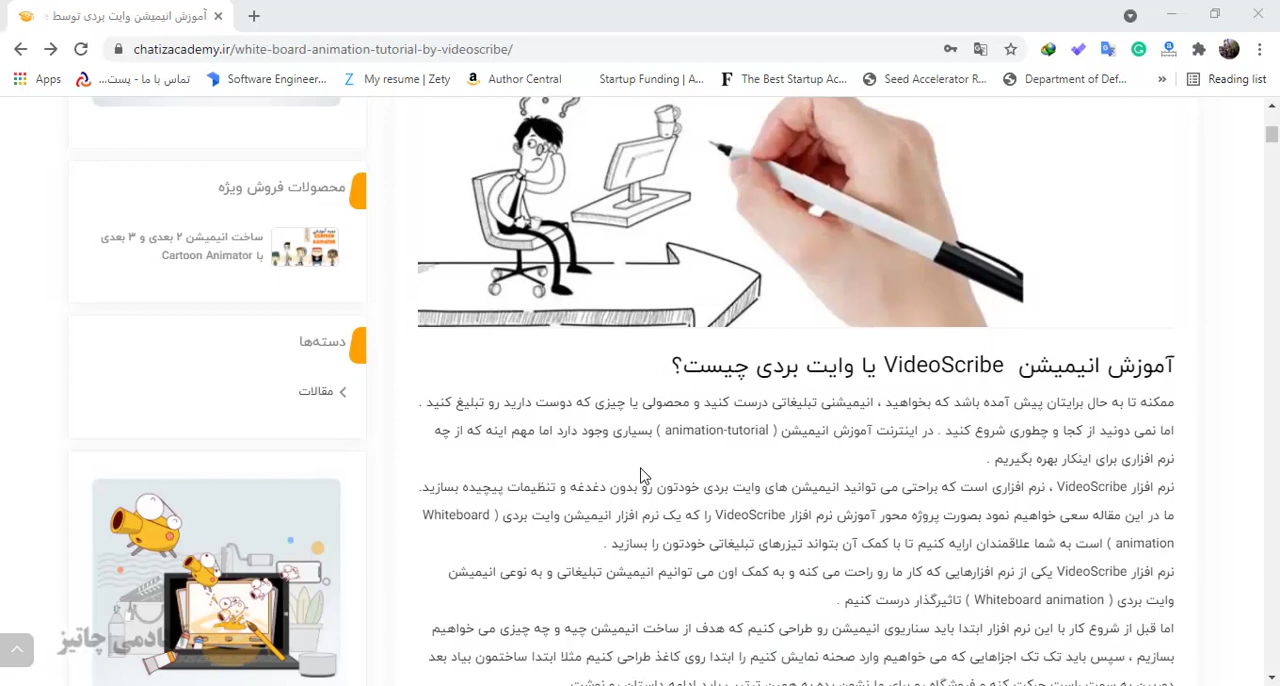 آموزش انیمیشن وایت بردی توسط
chatizacademy.ir/white-board-animation-tutorial-by-videoscribe/
Apps
تماس با ما - پست...
Software Engineer...
My resume | Zety
Author Central
Startup Funding | A...
The Best Startup Ac...
Seed Accelerator R...
Department of Def...
»
Reading list
محصولات فروش ویژه
ساخت انیمیشن ۲ بعدی و ۳ بعدی
با Cartoon Animator
دسته‌ها
مقالات
آموزش انیمیشن VideoScribe یا وایت بردی چیست؟
ممکنه تا به حال برایتان پیش آمده باشد که بخواهید ، انیمیشنی تبلیغاتی درست کنید و محصولی یا چیزی که دوست دارید رو تبلیغ کنید .
اما نمی دونید از کجا و چطوری شروع کنید . در اینترنت آموزش انیمیشن ( animation-tutorial ) بسیاری وجود دارد اما مهم اینه که از چه
نرم افزاری برای اینکار بهره بگیریم .
نرم افزار VideoScribe ، نرم افزاری است که براحتی می توانید انیمیشن های وایت بردی خودتون رو بدون دغدغه و تنظیمات پیچیده بسازید.
ما در این مقاله سعی خواهیم نمود بصورت پروژه محور آموزش نرم افزار VideoScribe را که یک نرم افزار انیمیشن وایت بردی ( Whiteboard
animation ) است به شما علاقمندان ارایه کنیم تا با کمک آن بتواند تیزرهای تبلیغاتی خودتون را بسازید .
نرم افزار VideoScribe یکی از نرم افزارهایی که کار ما رو راحت می کنه و به کمک اون می توانیم انیمیشن تبلیغاتی و به نوعی انیمیشن
وایت بردی ( Whiteboard animation ) تاثیرگذار درست کنیم .
اما قبل از شروع کار با این نرم افزار ابتدا باید سناریوی انیمیشن رو طراحی کنیم که هدف از ساخت انیمیشن چیه و چه چیزی می خواهیم
بسازیم ، سپس باید تک تک اجزاهایی که می خواهیم وارد صحنه نمایش کنیم را ابتدا روی کاغذ طراحی کنیم مثلا ابتدا ساختمون بیاد بعد